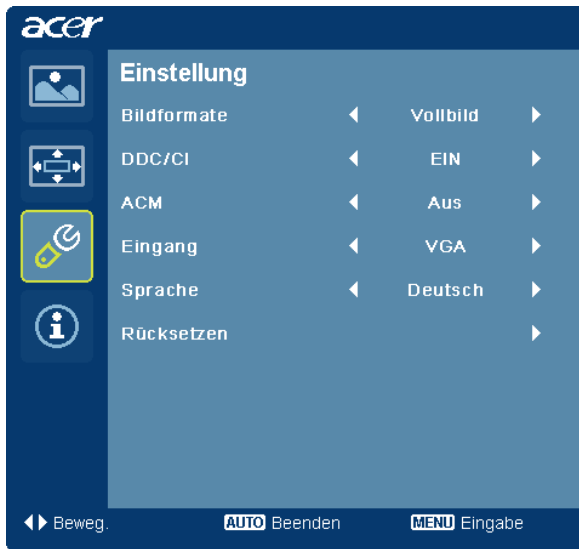 acer
Einstellung
Bildformate Vollbild
DDC/CI EIN
ACM Aus
Eingang VGA
Sprache Deutsch
Rücksetzen
Beweg. AUTO Beenden MENU Eingabe